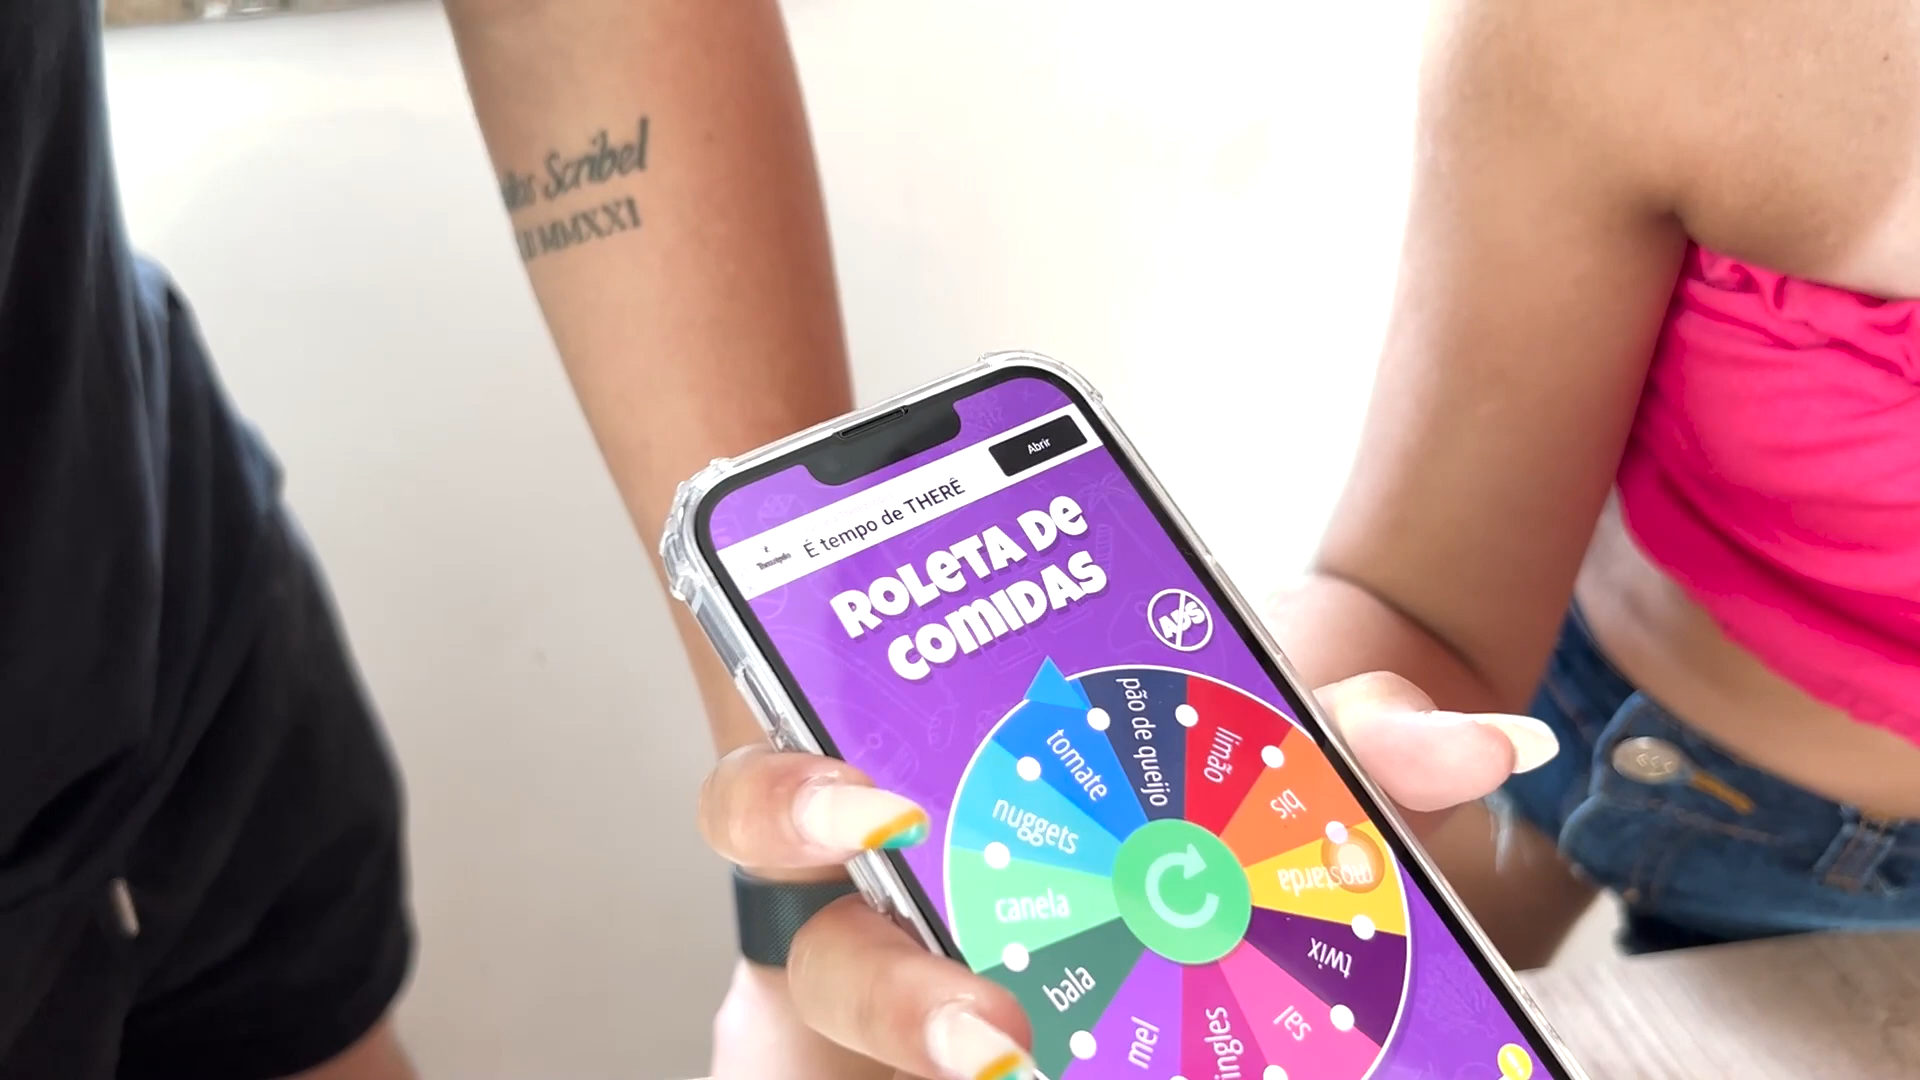 Scribel
MMXXI
Abrir
É tempo de THERÊ
ROLETA DE
COMIDAS
ADS
pão de queijo
limão
bis
mostarda
twix
sal
mel
bala
canela
nuggets
tomate